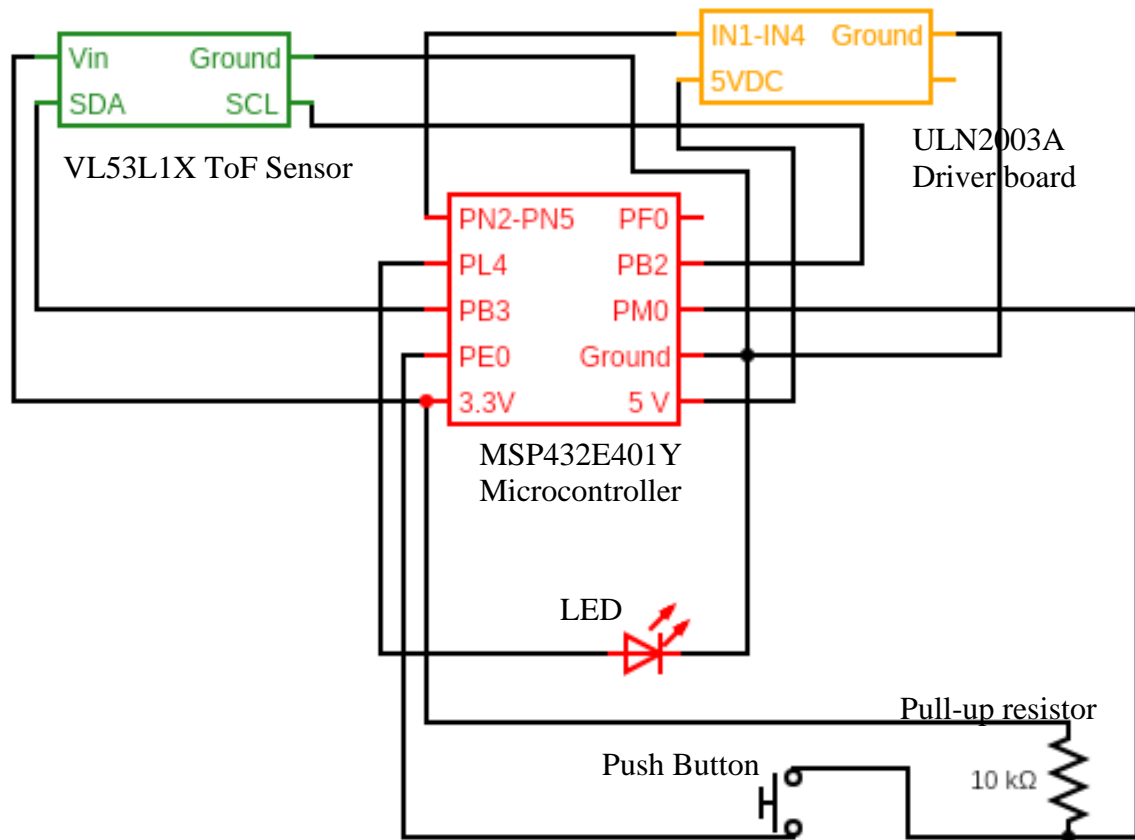 Vin Ground
SDA SCL
VL53L1X ToF Sensor
IN1-IN4 Ground
5VDC
ULN2003A
Driver board
PN2-PN5 PF0
PL4 PB2
PB3 PM0
PE0 Ground
3.3V 5 V
MSP432E401Y
Microcontroller
LED
Pull-up resistor
Push Button
10 kΩ